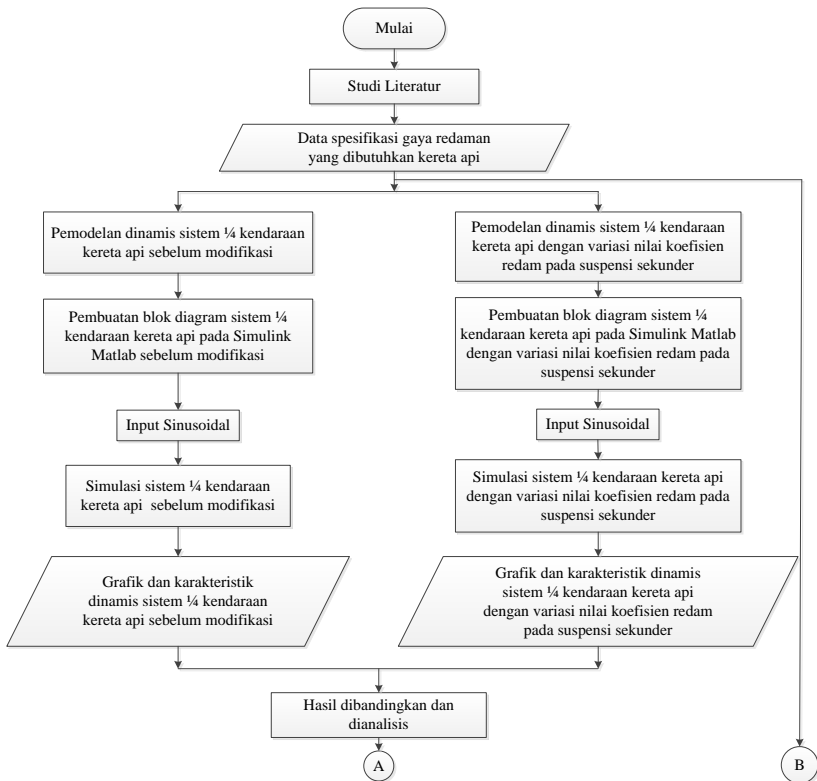 Mulai
Studi Literatur
Data spesifikasi gaya redaman
yang dibutuhkan kereta api
Pemodelan dinamis sistem ¼ kendaraan
kereta api sebelum modifikasi
Pembuatan blok diagram sistem ¼
kendaraan kereta api pada Simulink
Matlab sebelum modifikasi
Input Sinusoidal
Simulasi sistem ¼ kendaraan
kereta api sebelum modifikasi
Grafik dan karakteristik
dinamis sistem ¼ kendaraan
kereta api sebelum modifikasi
Pemodelan dinamis sistem ¼ kendaraan
kereta api dengan variasi nilai koefisien
redam pada suspensi sekunder
Pembuatan blok diagram sistem ¼
kendaraan kereta api pada Simulink Matlab
dengan variasi nilai koefisien redam pada
suspensi sekunder
Input Sinusoidal
Simulasi sistem ¼ kendaraan kereta api
dengan variasi nilai koefisien redam pada
suspensi sekunder
Grafik dan karakteristik dinamis
sistem ¼ kendaraan kereta api
dengan variasi nilai koefisien redam
pada suspensi sekunder
Hasil dibandingkan dan
dianalisis
A
B